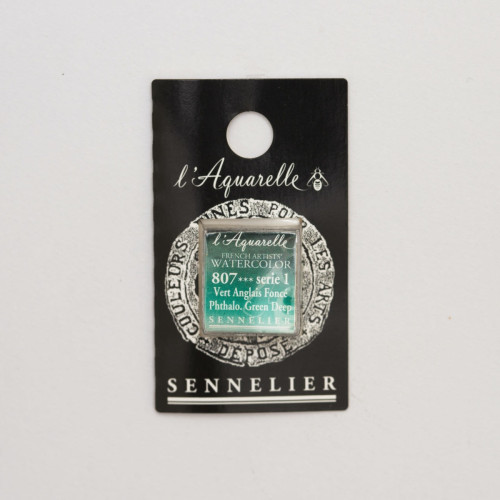 l'Aquarelle
COULEURS FINES POUR LES ARTS
l'Aquarelle
FRENCH ARTISTS'
WATERCOLOR
807*** serie 1
Vert Anglais Foncé
Phthalo. Green Deep
SENNELIER
DÉPOSÉ
SENNELIER